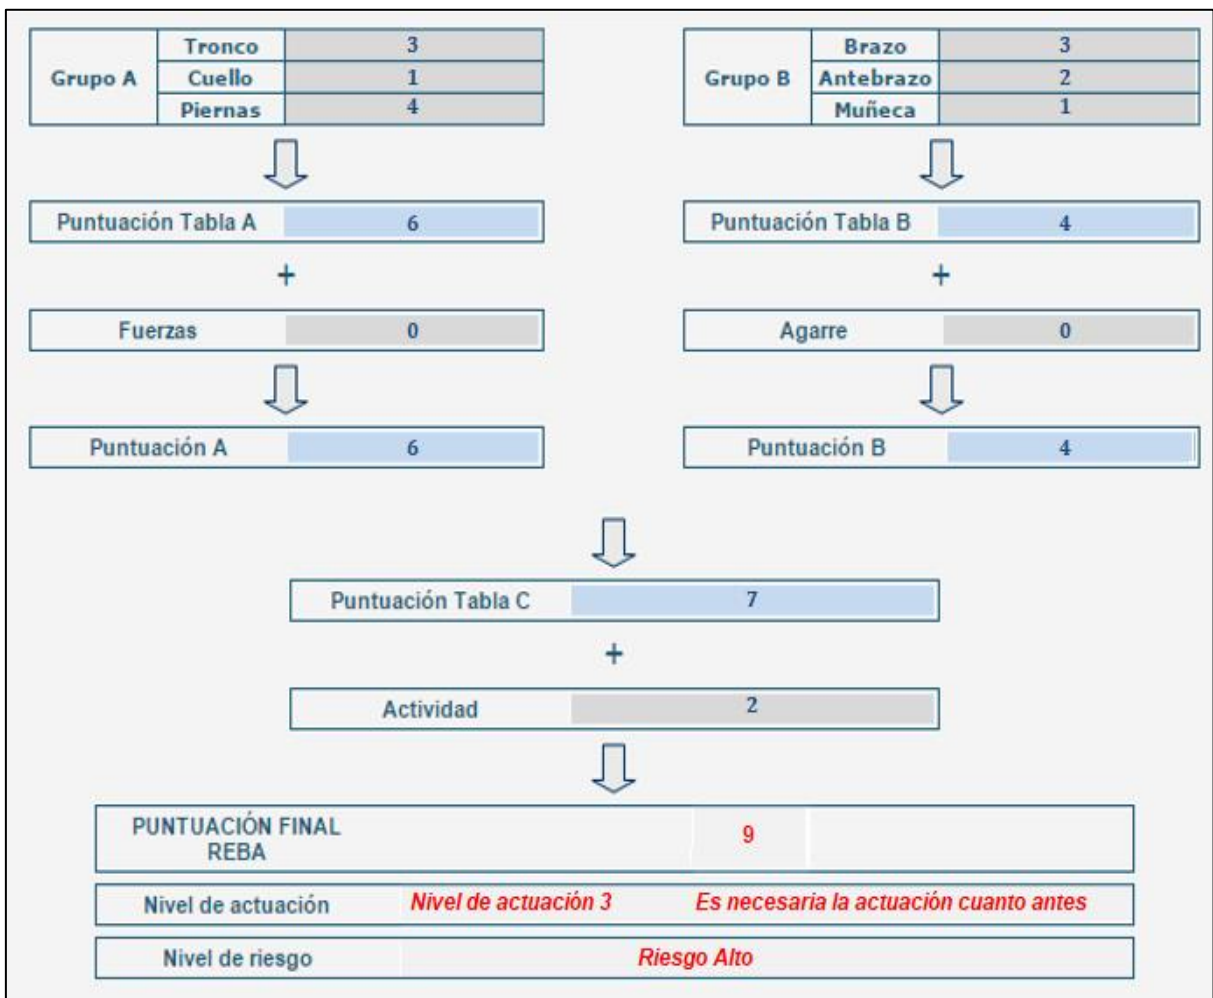 Grupo A
Tronco 3
Cuello 1
Piernas 4
Grupo B
Brazo 3
Antebrazo 2
Muñeca 1
Puntuación Tabla A 6
Puntuación Tabla B 4
+
+
Fuerzas 0
Agarre 0
Puntuación A 6
Puntuación B 4
Puntuación Tabla C 7
+
Actividad 2
PUNTUACIÓN FINAL
REBA
9
Nivel de actuación Nivel de actuación 3 Es necesaria la actuación cuanto antes
Nivel de riesgo Riesgo Alto